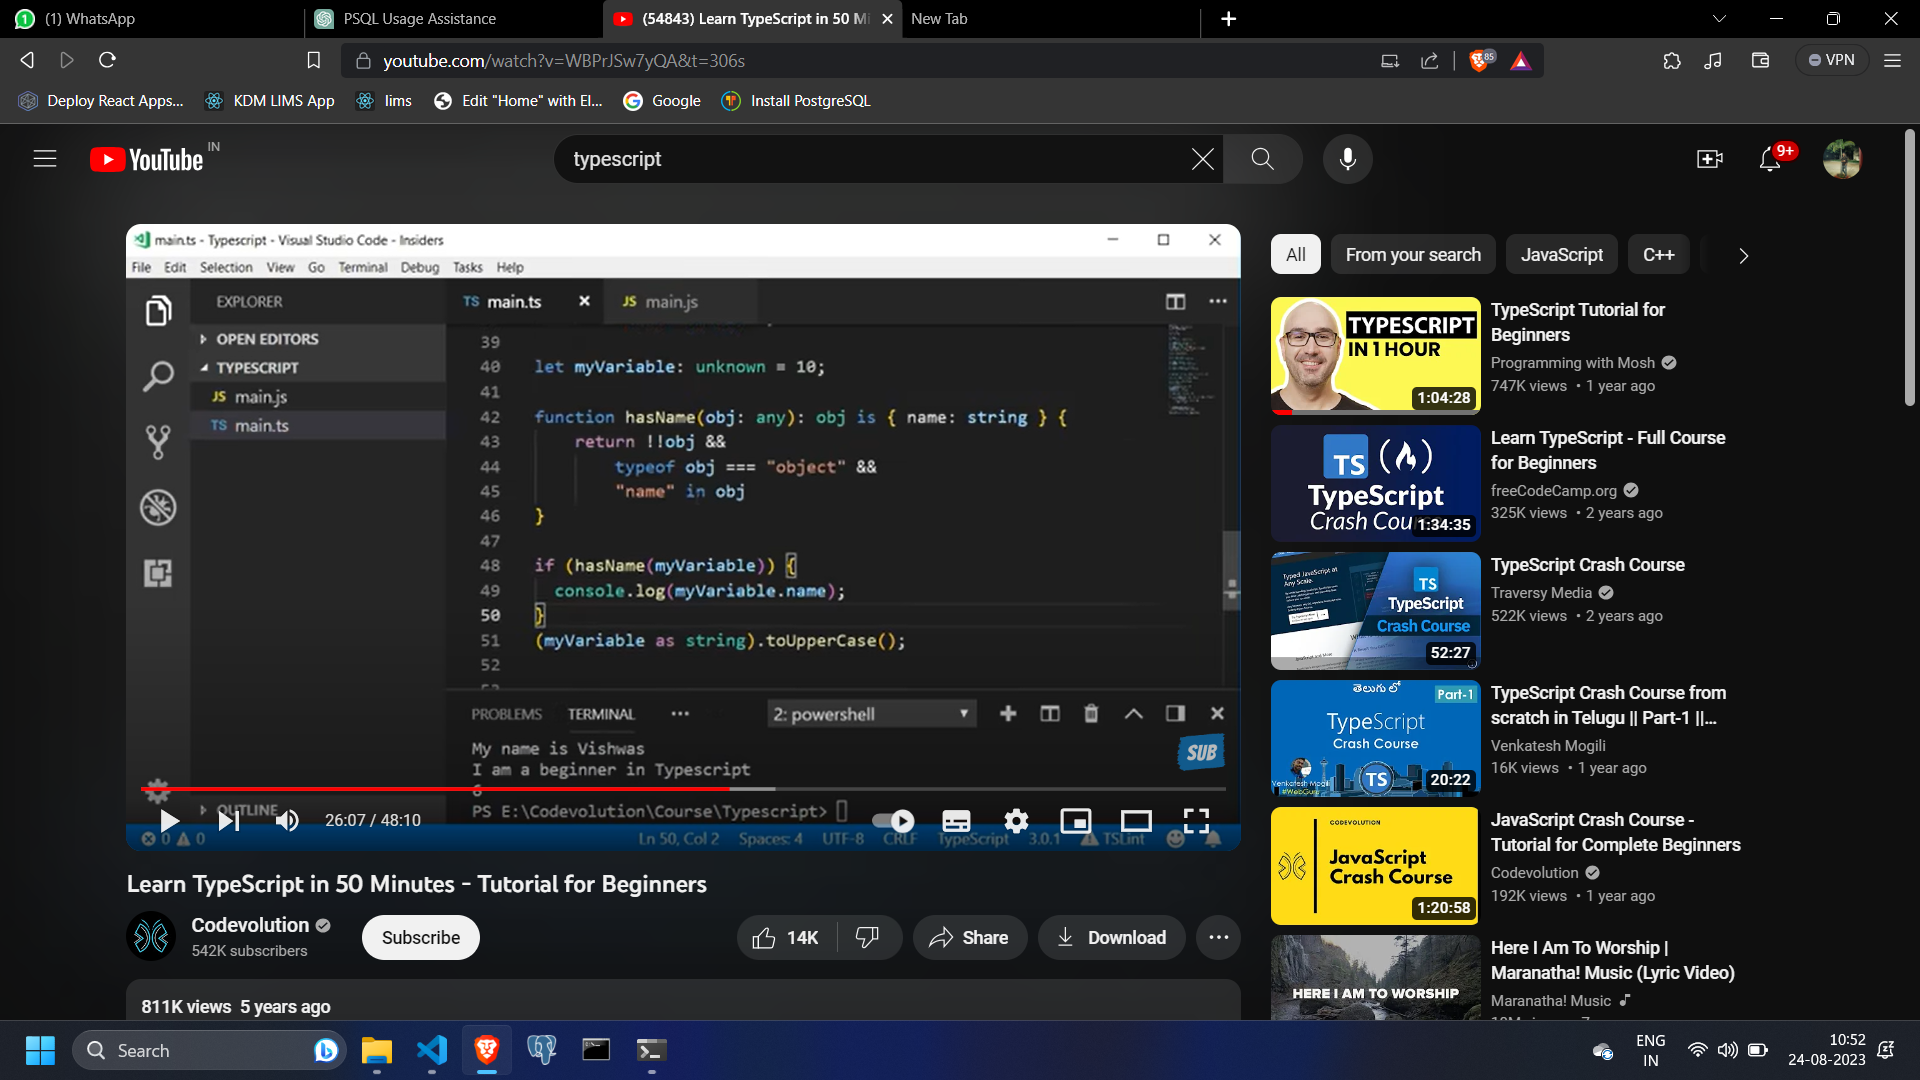 (1) WhatsApp
PSQL Usage Assistance
(54843) Learn TypeScript in 50 Mi
New Tab
youtube.com/watch?v=WBPrJSw7yQA&t=306s
85
VPN
Deploy React Apps...
KDM LIMS App
lims
Edit "Home" with El...
Google
Install PostgreSQL
YouTube IN
typescript
9+
main.ts - Typescript - Visual Studio Code - Insiders
File Edit Selection View Go Terminal Debug Tasks Help
EXPLORER
TS main.ts
JS main.js
OPEN EDITORS
TYPESCRIPT
JS main.js
TS main.ts
39
40 let myVariable: unknown = 10;
41
42 function hasName(obj: any): obj is { name: string } {
43 return !!obj &&
44 typeof obj === "object" &&
45 "name" in obj
46 }
47
48 if (hasName(myVariable)) {
49 console.log(myVariable.name);
50 }
51 (myVariable as string).toUpperCase();
52
PROBLEMS TERMINAL ... 2: powershell
My name is Vishwas
I am a beginner in Typescript
6
PS E:\Codevolution\Course\Typescript>
SUB
OUTLINE
26:07 / 48:10
0 0
Ln 50, Col 2 Spaces: 4 UTF-8 CRLF TypeScript 3.0.1 TSLint
Learn TypeScript in 50 Minutes - Tutorial for Beginners
Codevolution
542K subscribers
Subscribe
14K
Share
Download
811K views 5 years ago
All
From your search
JavaScript
C++
TYPESCRIPT
IN 1 HOUR
1:04:28
TypeScript Tutorial for
Beginners
Programming with Mosh
747K views • 1 year ago
TS
TypeScript
Crash Cou
1:34:35
Learn TypeScript - Full Course
for Beginners
freeCodeCamp.org
325K views • 2 years ago
Typed JavaScript at
Any Scale.
TS
TypeScript
Crash Course
52:27
TypeScript Crash Course
Traversy Media
522K views • 2 years ago
తెలుగు లో
Part-1
TypeScript
Crash Course
Venkatesh Mogili
#WebGuru
TS
20:22
TypeScript Crash Course from
scratch in Telugu || Part-1 ||...
Venkatesh Mogili
16K views • 1 year ago
CODEVOLUTION
JavaScript
Crash Course
1:20:58
JavaScript Crash Course -
Tutorial for Complete Beginners
Codevolution
192K views • 1 year ago
HERE I AM TO WORSHIP
Here I Am To Worship |
Maranatha! Music (Lyric Video)
Maranatha! Music
Search
ENG
IN
10:52
24-08-2023